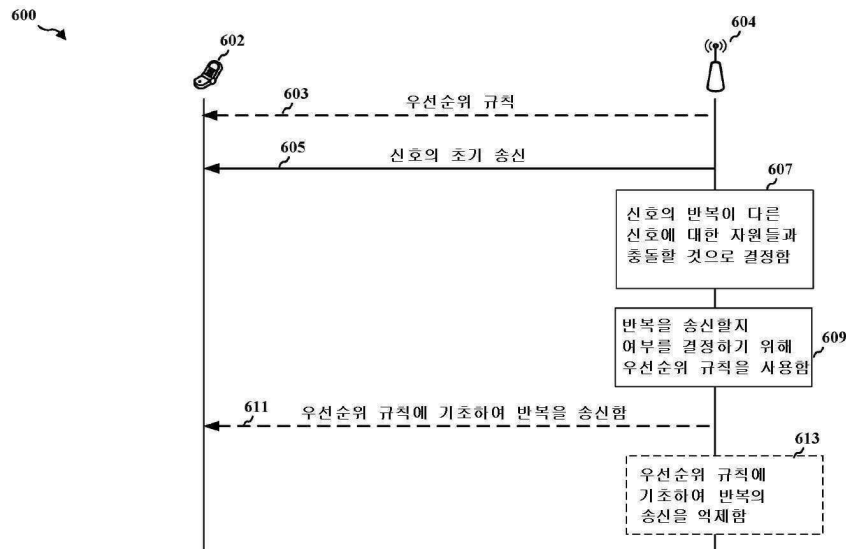 600
602
604
603
우선순위 규칙
605
신호의 초기 송신
607
신호의 반복이 다른
신호에 대한 자원들과
충돌할 것으로 결정함
반복을 송신할지
여부를 결정하기 위해
우선순위 규칙을 사용함
609
611
우선순위 규칙에 기초하여 반복을 송신함
613
우선순위 규칙에
기초하여 반복의
송신을 억제함